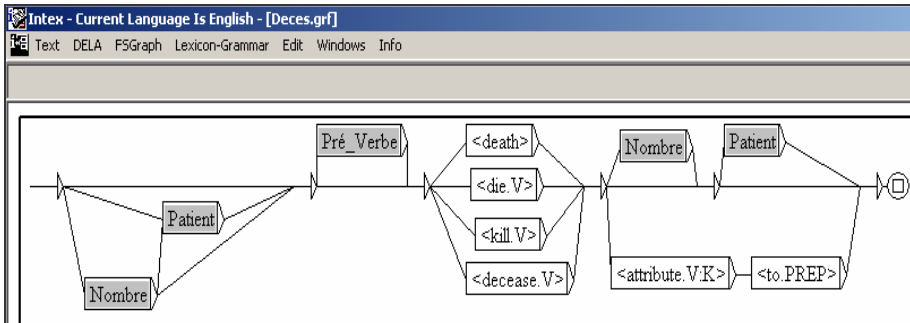 Intex - Current Language Is English - [Deces.grf]
Text DELA FSGraph Lexicon-Grammar Edit Windows Info
Pré_Verbe
<death>
Nombre
Patient
<die.V>
Patient
<kill.V>
Nombre
<decease.V>
<attribute.V:K>
<to.PREP>